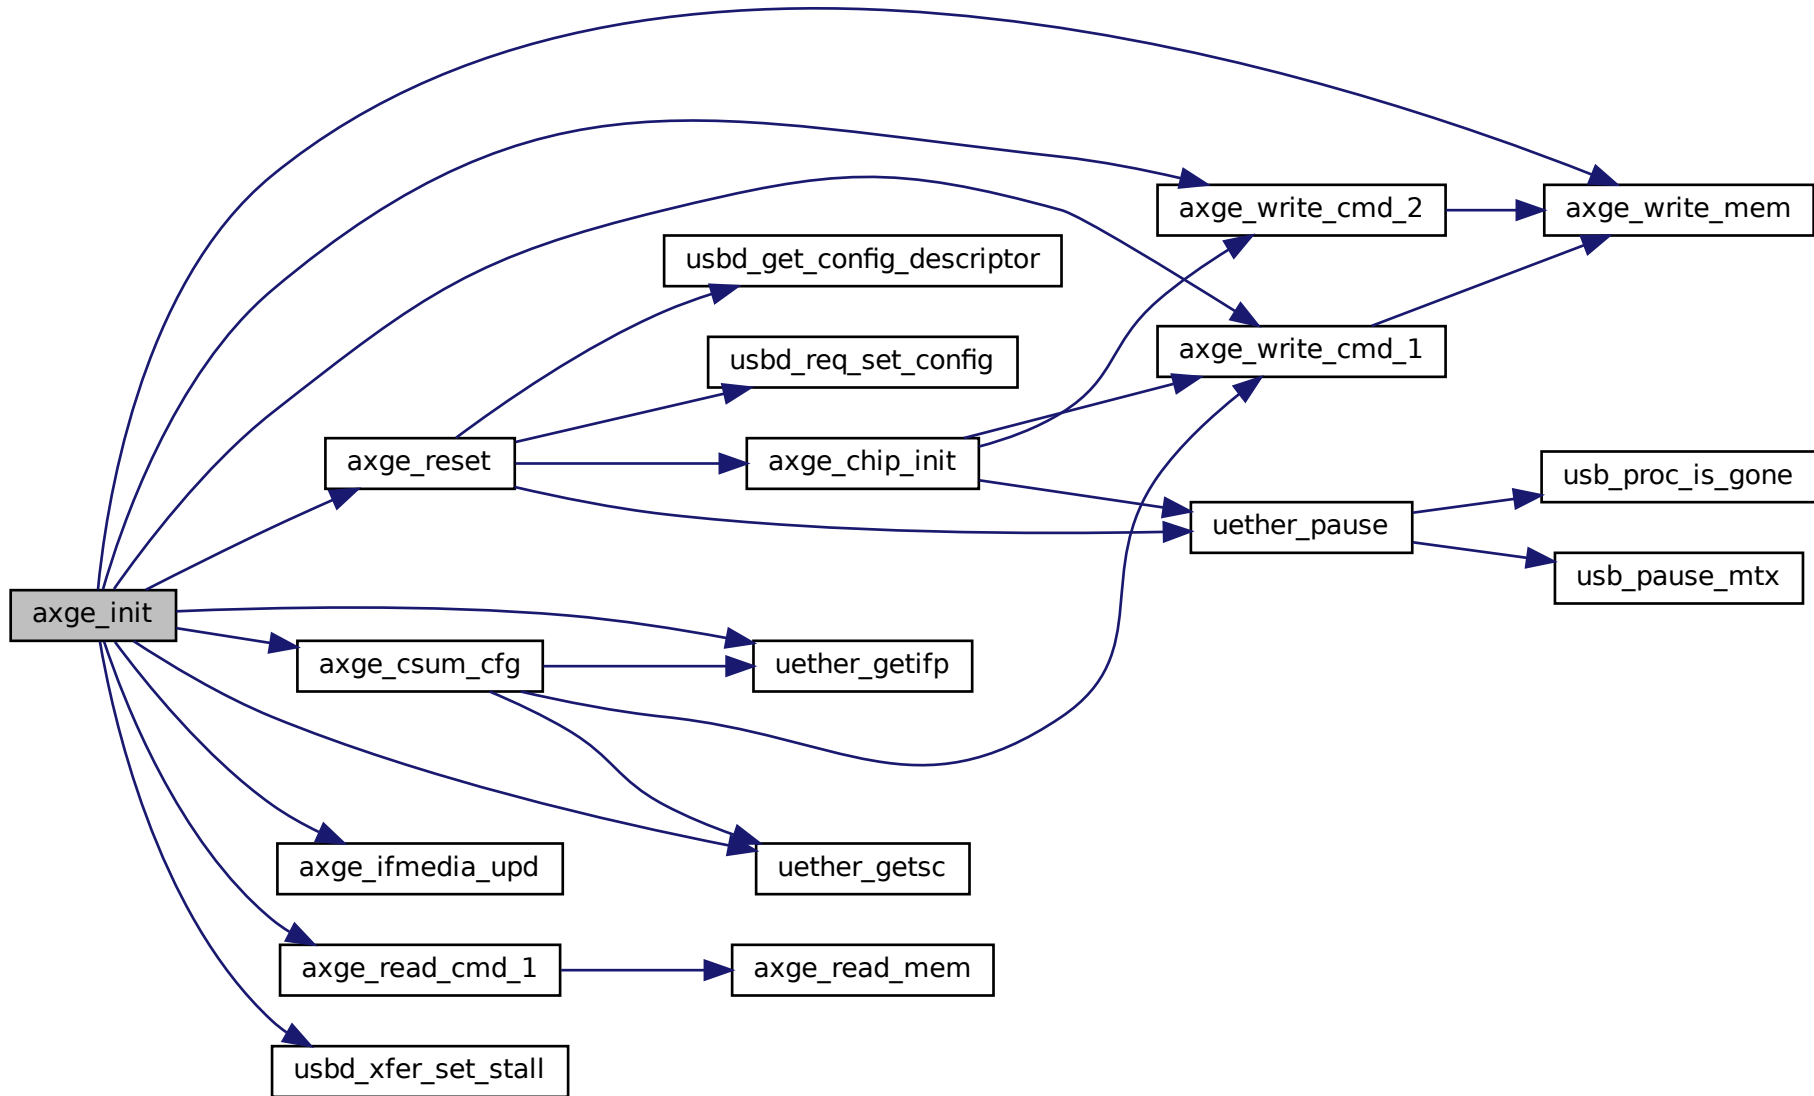 axge_write_cmd_2
axge_write_mem
usbd_get_config_descriptor
axge_write_cmd_1
usbd_req_set_config
axge_reset
axge_chip_init
usb_proc_is_gone
uether_pause
usb_pause_mtx
axge_init
axge_csum_cfg
uether_getifp
axge_ifmedia_upd
uether_getsc
axge_read_cmd_1
axge_read_mem
usbd_xfer_set_stall